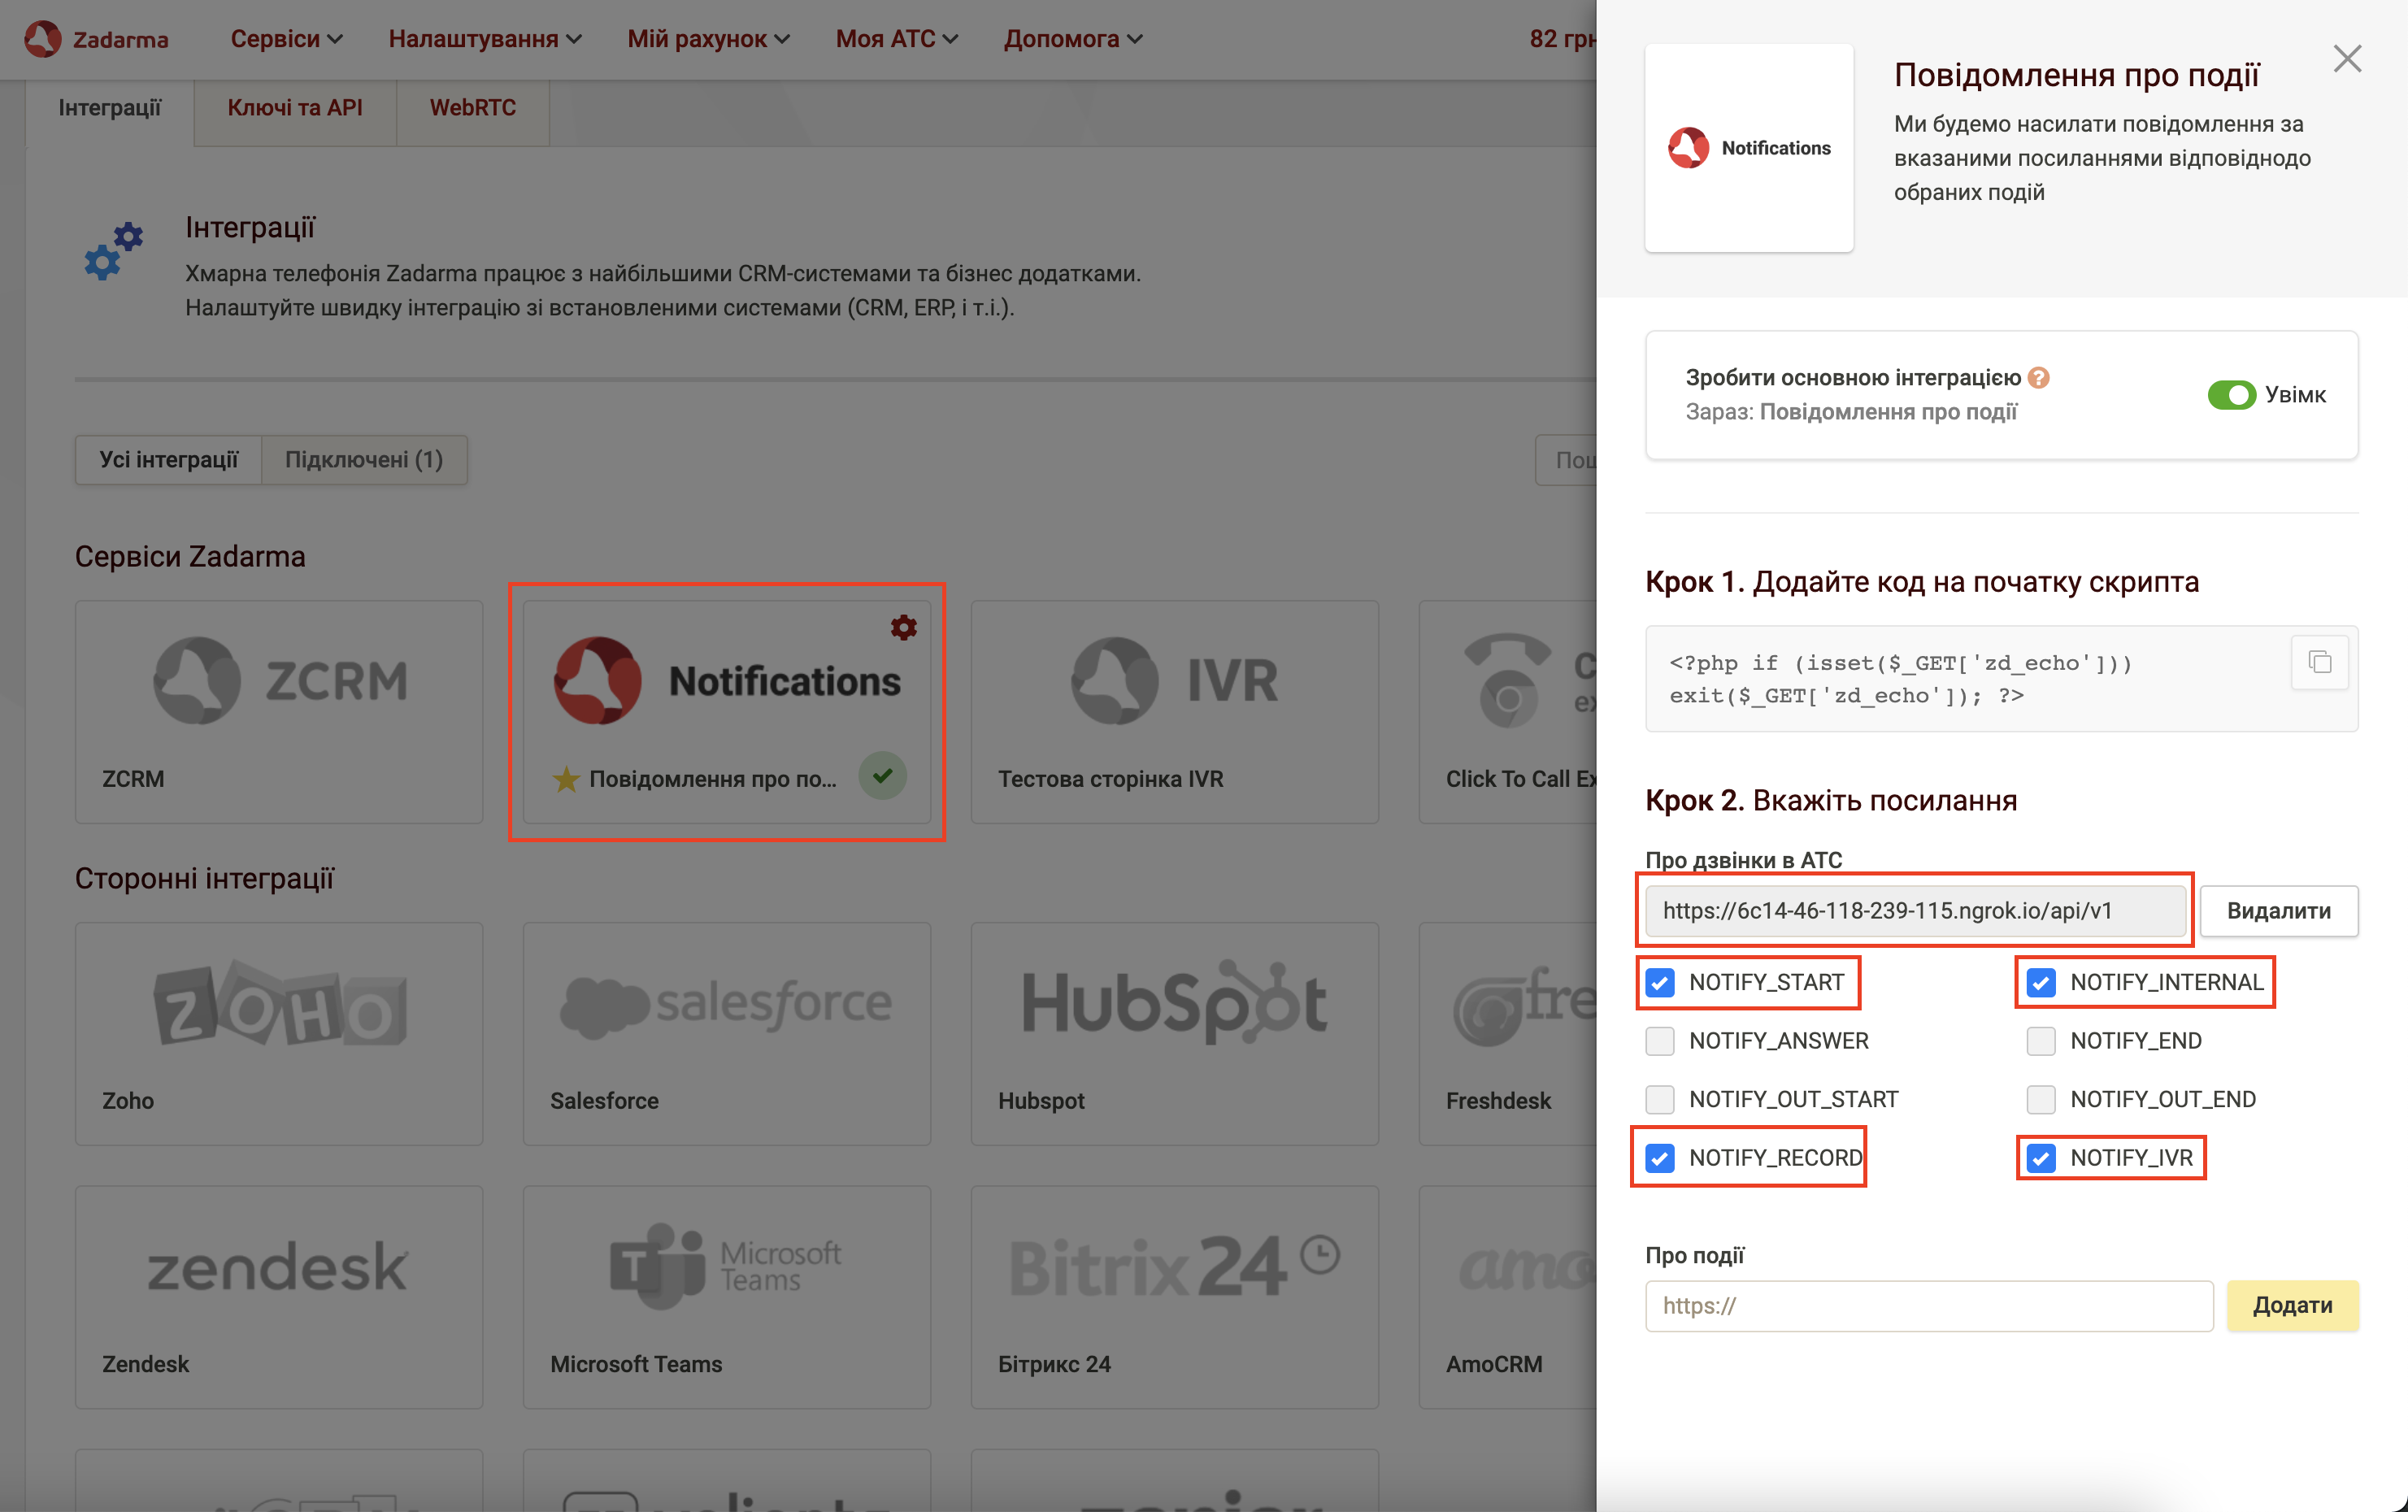 Zadarma
Сервіси
Налаштування
Мій рахунок
Моя АТС
Допомога
82 грн
Інтеграції
Ключі та API
WebRTC
Інтеграції
Хмарна телефонія Zadarma працює з найбільшими CRM-системами та бізнес додатками.
Налаштуйте швидку інтеграцію зі встановленими системами (CRM, ERP, і т.і.).
Усі інтеграції
Підключені (1)
Сервіси Zadarma
ZCRM
ZCRM
Notifications
Повідомлення про по...
IVR
Тестова сторінка IVR
Click To Call
Сторонні інтеграції
ZOHO
Zoho
salesforce
Salesforce
HubSpot
Hubspot
Freshdesk
zendesk
Zendesk
Microsoft
Teams
Microsoft Teams
Bitrix24
Бітрикс 24
AmoCRM
Notifications
Повідомлення про події
Ми будемо насилати повідомлення за
вказаними посиланнями відповіднодо
обраних подій
Зробити основною інтеграцією ?
Зараз: Повідомлення про події
Увімк
Крок 1. Додайте код на початку скрипта
<?php if (isset($_GET['zd_echo']))
exit($_GET['zd_echo']); ?>
Крок 2. Вкажіть посилання
Про дзвінки в АТС
https://6c14-46-118-239-115.ngrok.io/api/v1
Видалити
NOTIFY_START
NOTIFY_INTERNAL
NOTIFY_ANSWER
NOTIFY_END
NOTIFY_OUT_START
NOTIFY_OUT_END
NOTIFY_RECORD
NOTIFY_IVR
Про події
https://
Додати